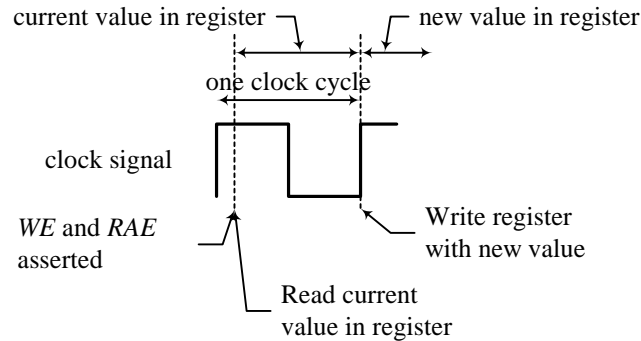 current value in register
new value in register
one clock cycle
clock signal
WE and RAE
asserted
Write register
with new value
Read current
value in register